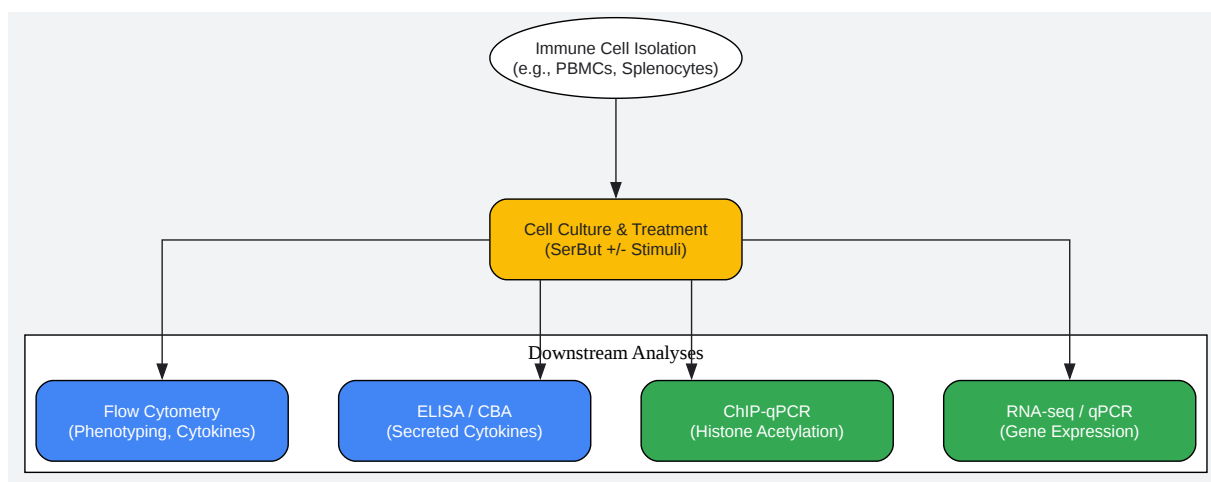 Immune Cell Isolation
(e.g., PBMCs, Splenocytes)
Cell Culture & Treatment
(SerBut +/- Stimuli)
Downstream Analyses
Flow Cytometry
(Phenotyping, Cytokines)
ELISA / CBA
(Secreted Cytokines)
ChIP-qPCR
(Histone Acetylation)
RNA-seq / qPCR
(Gene Expression)